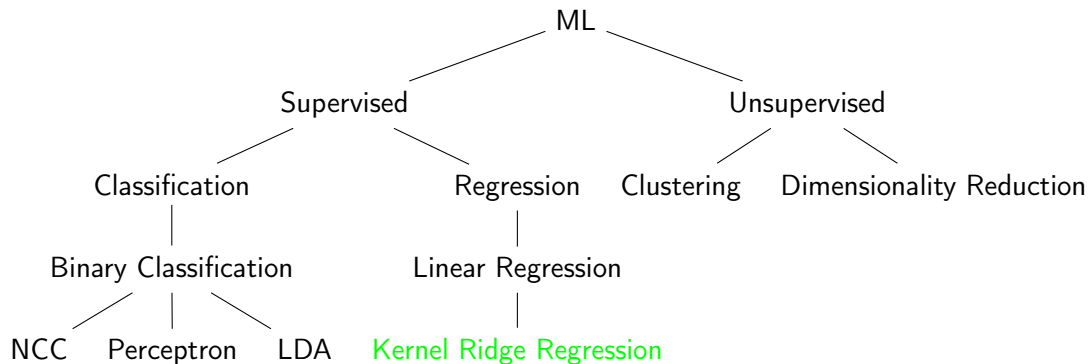 ML
Supervised Unsupervised
Classification Regression Clustering Dimensionality Reduction
Binary Classification Linear Regression
NCC Perceptron LDA Kernel Ridge Regression